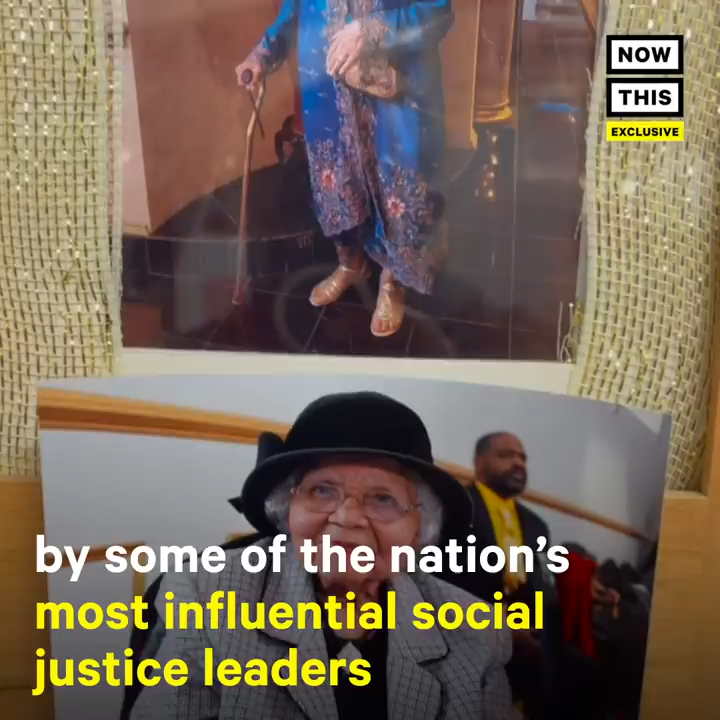 NOW
THIS
EXCLUSIVE
by some of the nation's
most influential social
justice leaders